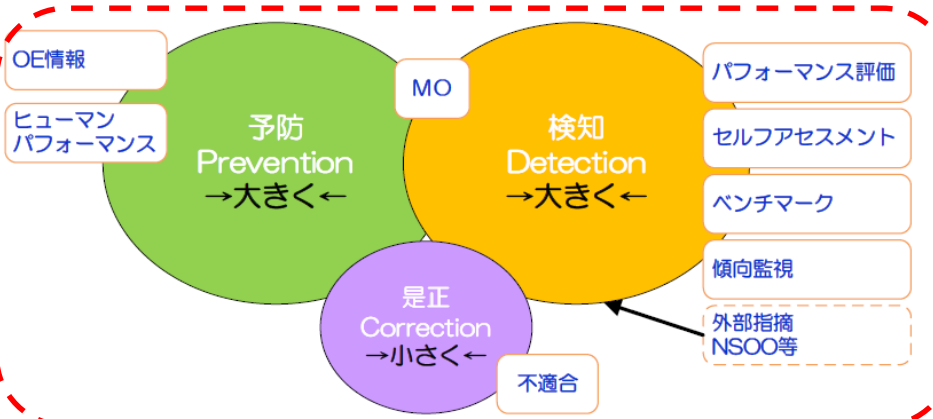 OE情報
ヒューマン
パフォーマンス
予防
Prevention
→大きく←
MO
検知
Detection
→大きく←
パフォーマンス評価
セルフアセスメント
ベンチマーク
傾向監視
外部指摘
NSOO等
是正
Correction
→小さく←
不適合